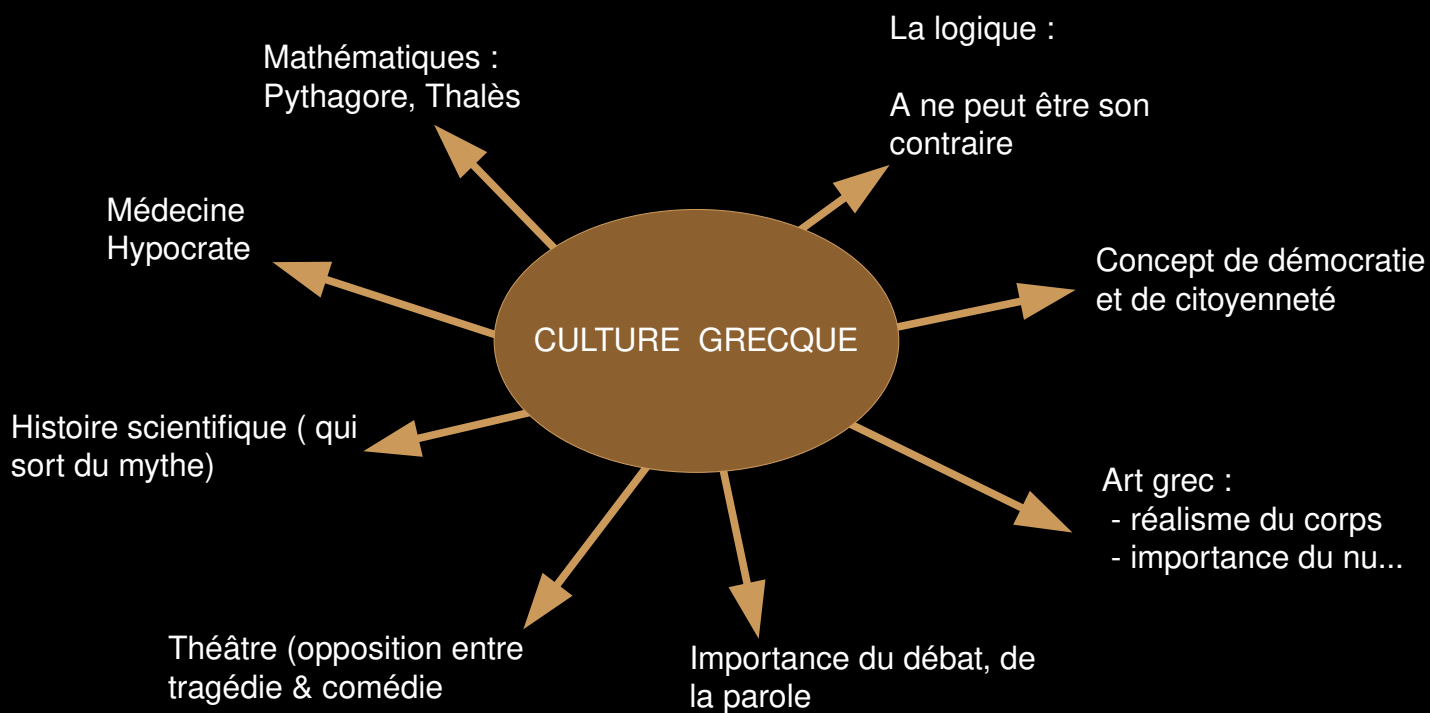 La logique :
A ne peut être son
contraire
Mathématiques :
Pythagore, Thalès
Médecine
Hypocrate
Concept de démocratie
et de citoyenneté
CULTURE GRECQUE
Histoire scientifique ( qui
sort du mythe)
Art grec :
- réalisme du corps
- importance du nu...
Théâtre (opposition entre
tragédie & comédie
Importance du débat, de
la parole